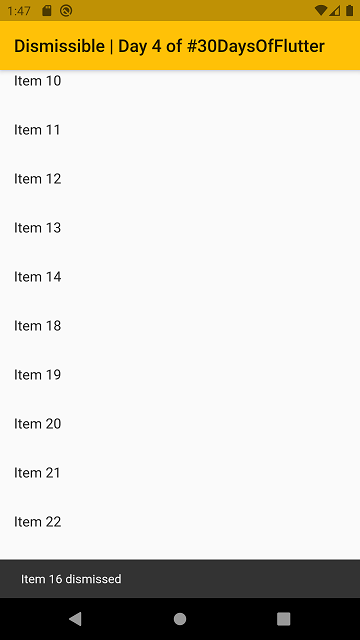 1:47
Dismissible | Day 4 of #30DaysOfFlutter
Item 10
Item 11
Item 12
Item 13
Item 14
Item 18
Item 19
Item 20
Item 21
Item 22
Item 16 dismissed